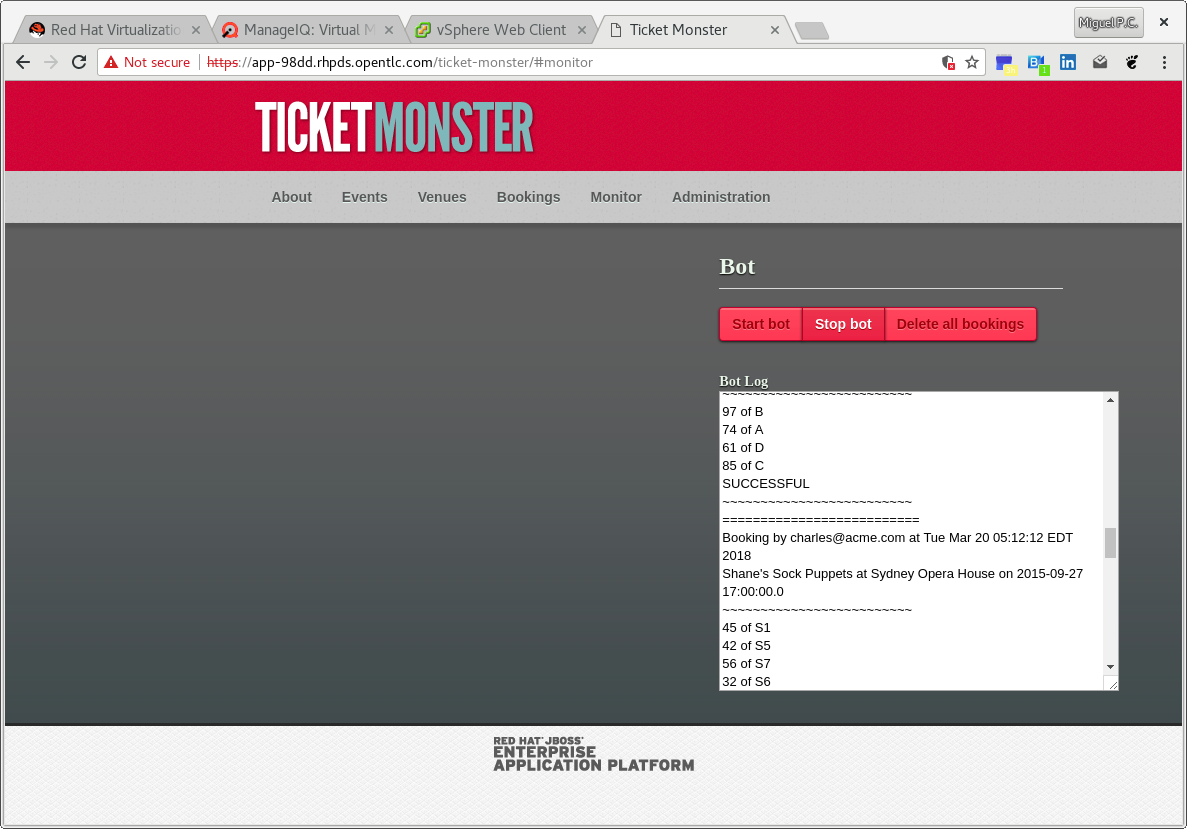 Miguel P.C.
Red Hat Virtualizatio
ManageIQ: Virtual M
vSphere Web Client
Ticket Monster
Not secure
https://app-98dd.rhpds.opentlc.com/ticket-monster/#monitor
1
TICKETMONSTER
About
Events
Venues
Bookings
Monitor
Administration
Bot
Start bot
Stop bot
Delete all bookings
Bot Log
~~~~~~~~~~~~~~~~~~~~~~~~~
97 of B
74 of A
61 of D
85 of C
SUCCESSFUL
~~~~~~~~~~~~~~~~~~~~~~~~~
==========================
Booking by charles@acme.com at Tue Mar 20 05:12:12 EDT
2018
Shane's Sock Puppets at Sydney Opera House on 2015-09-27
17:00:00.0
~~~~~~~~~~~~~~~~~~~~~~~~~
45 of S1
42 of S5
56 of S7
32 of S6
RED HAT® JBOSS®
ENTERPRISE
APPLICATION PLATFORM